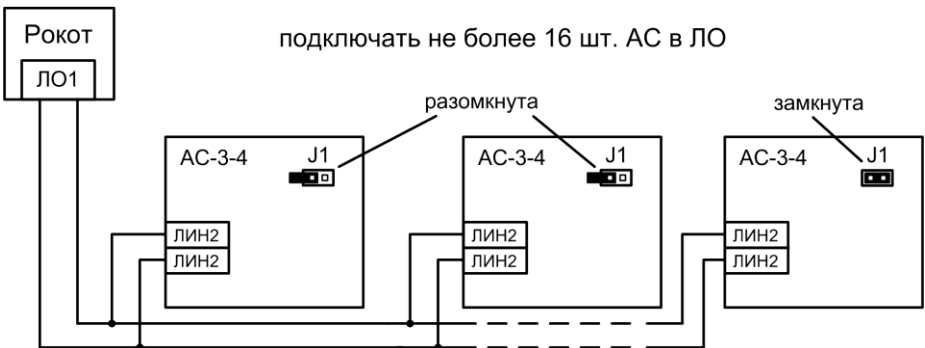 Рокот
подключать не более 16 шт. АС в ЛО
ЛО1
разомкнута
замкнута
АС-3-4
J1
АС-3-4
J1
АС-3-4
J1
ЛИН2
ЛИН2
ЛИН2
ЛИН2
ЛИН2
ЛИН2